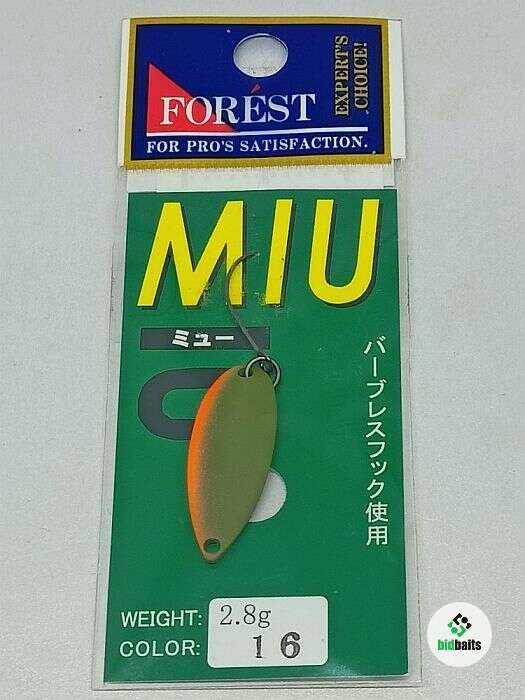 FORÉST
EXPERT'S
CHOICE!
FOR PRO'S SATISFACTION.
MIU
ミュー
バーブレスフック使用
WEIGHT: 2.8g
COLOR: 16
bidbaits